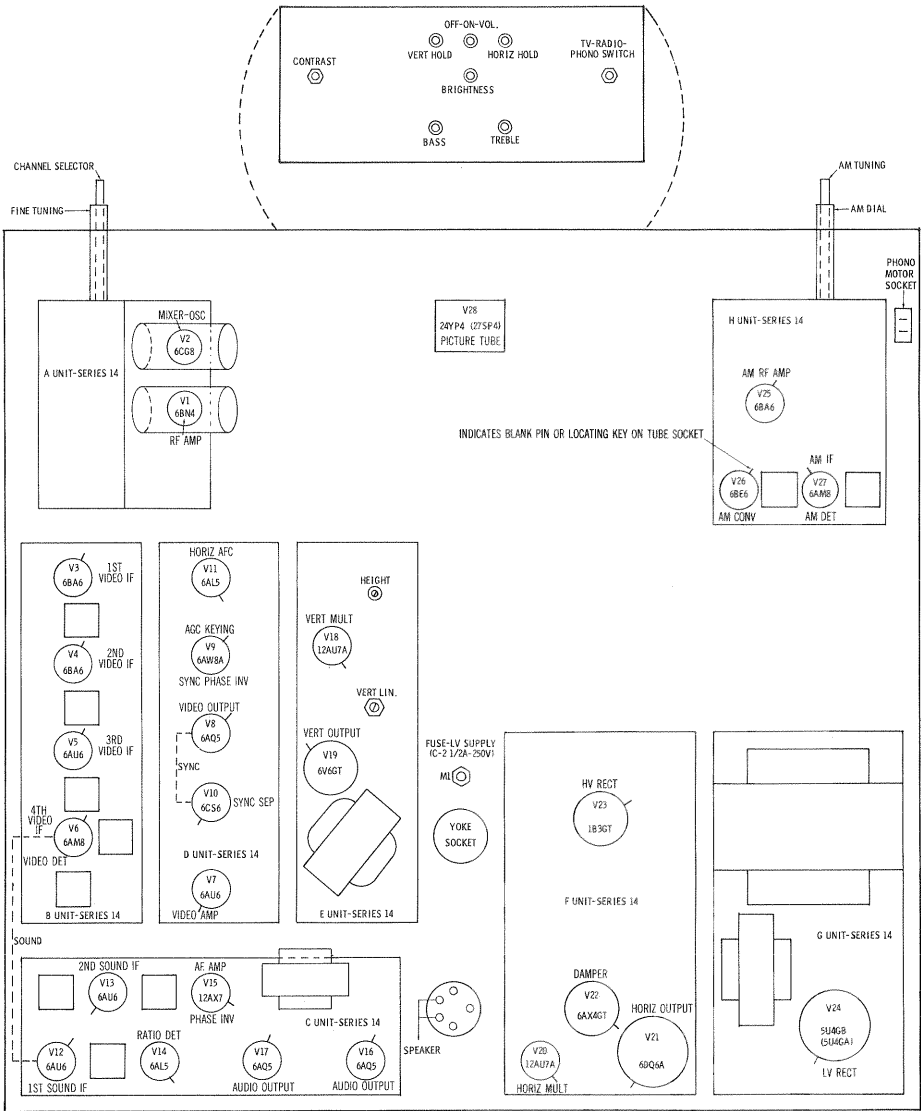 OFF-ON-VOL.
VERT HOLD
HORIZ HOLD
CONTRAST
TV-RADIO-
PHONO SWITCH
BRIGHTNESS
BASS
TREBLE
CHANNEL SELECTOR
FINE TUNING
AM TUNING
AM DIAL
PHONO
MOTOR
SOCKET
A UNIT-SERIES 14
MIXER-OSC
V2
6CG8
V1
6BN4
RF AMP
V28
24YP4 (27SP4)
PICTURE TUBE
H UNIT-SERIES 14
AM RF AMP
V25
6BA6
INDICATES BLANK PIN OR LOCATING KEY ON TUBE SOCKET
AM IF
V26
6BE6
AM CONV
V27
6AM8
AM DET
V3
6BA6
1ST
VIDEO IF
V4
6BA6
2ND
VIDEO IF
V5
6AU6
3RD
VIDEO IF
4TH
VIDEO
IF
V6
6AM8
VIDEO DET
B UNIT-SERIES 14
HORIZ AFC
V11
6AL5
AGC KEYING
V9
6AW8A
SYNC PHASE INV
VIDEO OUTPUT
V8
6AQ5
SYNC
V10
6CS6
SYNC SEP
D UNIT-SERIES 14
V7
6AU6
VIDEO AMP
HEIGHT
VERT MULT
V18
12AU7A
VERT LIN.
VERT OUTPUT
V19
6V6GT
E UNIT-SERIES 14
FUSE-LV SUPPLY
(C-2 1/2A-250V)
M1
YOKE
SOCKET
HV RECT
V23
1B3GT
F UNIT-SERIES 14
DAMPER
V22
6AX4GT
HORIZ OUTPUT
V21
6DQ6A
V20
12AU7A
HORIZ MULT
G UNIT-SERIES 14
V24
5U4GB
(5U4GA)
LV RECT
SOUND
2ND SOUND IF
V13
6AU6
AF AMP
V15
12AX7
PHASE INV
C UNIT-SERIES 14
V12
6AU6
1ST SOUND IF
RATIO DET
V14
6AL5
V17
6AQ5
AUDIO OUTPUT
V16
6AQ5
AUDIO OUTPUT
SPEAKER